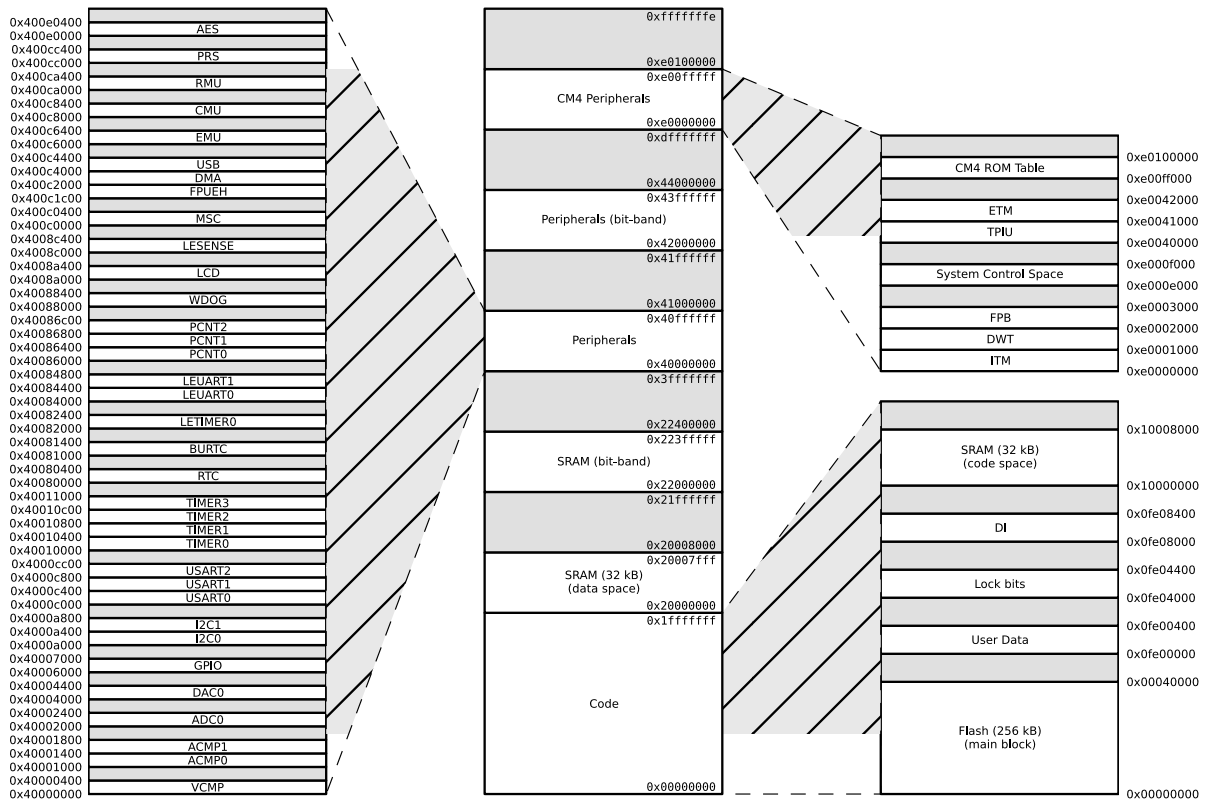 0x400e0400
AES
0x400e0000
0x400cc400
PRS
0x400cc000
0x400ca400
RMU
0x400ca000
0x400c8400
CMU
0x400c8000
0x400c6400
EMU
0x400c6000
0x400c4400
USB
0x400c4000
DMA
0x400c2000
FPUEH
0x400c1c00
0x400c0400
MSC
0x400c0000
0x4008c400
LESENSE
0x4008c000
0x4008a400
LCD
0x4008a000
0x40088400
WDOG
0x40088000
0x40086c00
PCNT2
0x40086800
PCNT1
0x40086400
PCNT0
0x40086000
0x40084800
LEUART1
0x40084400
LEUART0
0x40084000
0x40082400
LETIMER0
0x40082000
0x40081400
BURTC
0x40081000
0x40080400
RTC
0x40080000
0x40011000
TIMER3
0x40010c00
TIMER2
0x40010800
TIMER1
0x40010400
TIMER0
0x40010000
0x4000cc00
USART2
0x4000c800
USART1
0x4000c400
USART0
0x4000c000
0x4000a800
I2C1
0x4000a400
I2C0
0x4000a000
0x40007000
GPIO
0x40006000
0x40004400
DAC0
0x40004000
0x40002400
ADC0
0x40002000
0x40001800
ACMP1
0x40001400
ACMP0
0x40001000
0x40000400
VCMP
0x40000000
0xfffffffe
0xe0100000
0xe00fffff
CM4 Peripherals
0xe0000000
0xdfffffff
0x44000000
0x43ffffff
Peripherals (bit-band)
0x42000000
0x41ffffff
0x41000000
0x40ffffff
Peripherals
0x40000000
0x3fffffff
0x22400000
0x223fffff
SRAM (bit-band)
0x22000000
0x21ffffff
0x20008000
0x20007fff
SRAM (32 kB)
(data space)
0x20000000
0x1fffffff
Code
0x00000000
0xe0100000
CM4 ROM Table
0xe00ff000
0xe0042000
ETM
0xe0041000
TPIU
0xe0040000
0xe000f000
System Control Space
0xe000e000
0xe0003000
FPB
0xe0002000
DWT
0xe0001000
ITM
0xe0000000
0x10008000
SRAM (32 kB)
(code space)
0x10000000
0x0fe08400
DI
0x0fe08000
0x0fe04400
Lock bits
0x0fe04000
0x0fe00400
User Data
0x0fe00000
0x00040000
Flash (256 kB)
(main block)
0x00000000